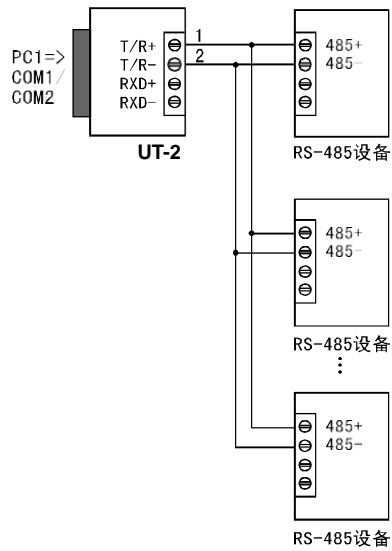 PC1=>
COM1/
COM2
T/R+
T/R-
RXD+
RXD-
UT-2
1
2
485+
485-
RS-485设备
485+
485-
RS-485设备
⋮
485+
485-
RS-485设备